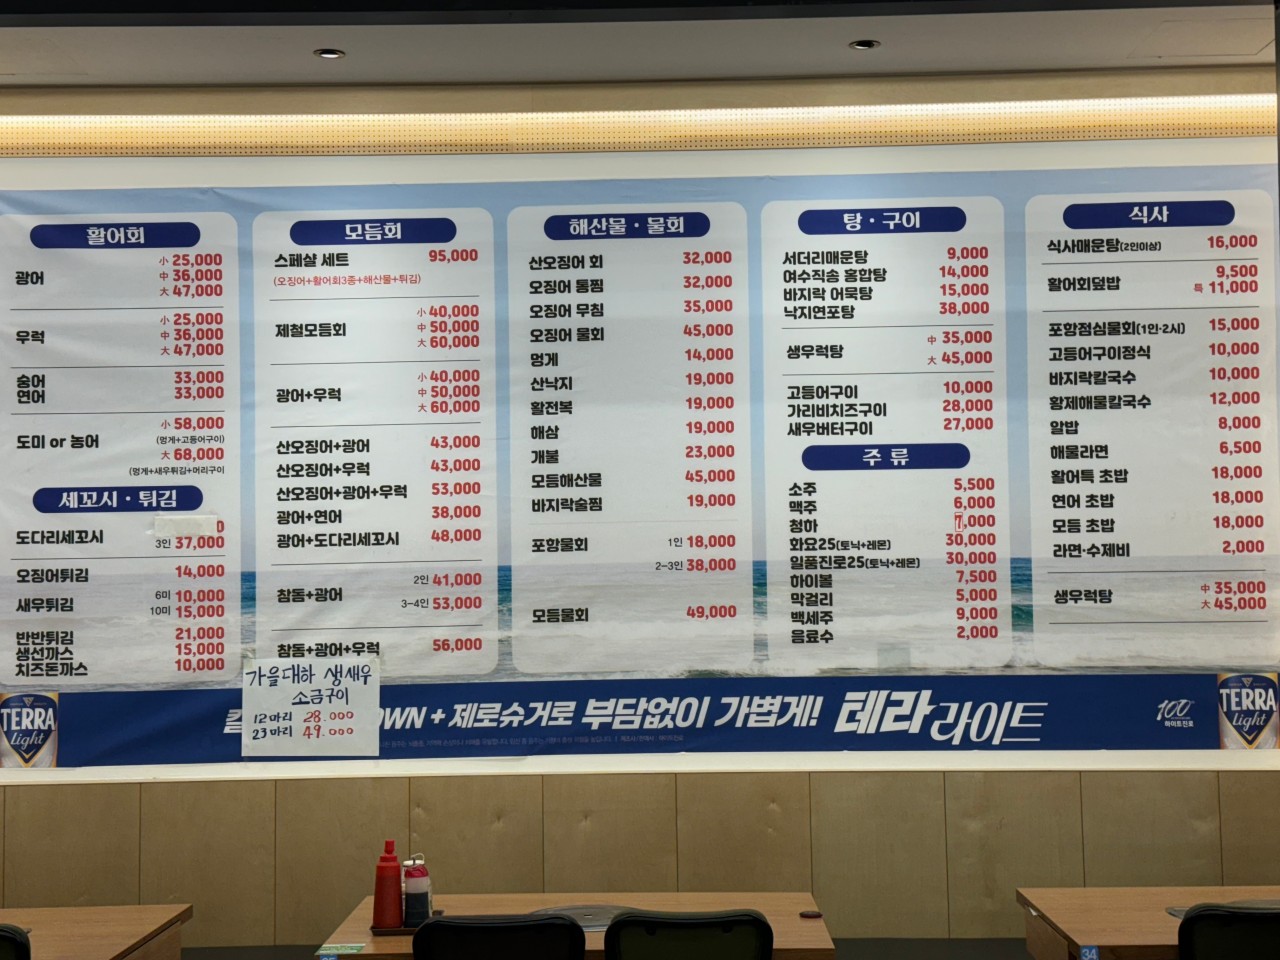 활어회
광어
小 25,000
中 36,000
大 47,000
우럭
小 25,000
中 36,000
大 47,000
숭어 33,000
연어 33,000
도미 or 농어
小 58,000
(멍게+고등어구이)
大 68,000
(멍게+새우튀김+머리구이
세꼬시 · 튀김
도다리세꼬시
0
3인 37,000
오징어튀김 14,000
새우튀김
6미 10,000
10미 15,000
반반튀김 21,000
생선까스 15,000
치즈돈까스 10,000
모듬회
스페샬 세트 95,000
(오징어+활어회3종+해산물+튀김)
제철모듬회
小 40,000
中 50,000
大 60,000
광어+우럭
小 40,000
中 50,000
大 60,000
산오징어+광어 43,000
산오징어+우럭 43,000
산오징어+광어+우럭 53,000
광어+연어 38,000
광어+도다리세꼬시 48,000
참돔+광어
2인 41,000
3-4인 53,000
참돔+광어+우럭 56,000
해산물 · 물회
산오징어 회 32,000
오징어 통찜 32,000
오징어 무침 35,000
오징어 물회 45,000
멍게 14,000
산낙지 19,000
활전복 19,000
해삼 19,000
개불 23,000
모듬해산물 45,000
바지락술찜 19,000
포항물회
1인 18,000
2-3인 38,000
모듬물회 49,000
탕 · 구이
서더리매운탕 9,000
여수직송 홍합탕 14,000
바지락 어묵탕 15,000
낙지연포탕 38,000
생우럭탕
中 35,000
大 45,000
고등어구이 10,000
가리비치즈구이 28,000
새우버터구이 27,000
주 류
소주 5,500
맥주 6,000
청하 7,000
화요25(토닉+레몬) 30,000
일품진로25(토닉+레몬) 30,000
하이볼 7,500
막걸리 5,000
백세주 9,000
음료수 2,000
식사
식사매운탕(2인이상) 16,000
활어회덮밥
9,500
특 11,000
포항점심물회(1인·2시) 15,000
고등어구이정식 10,000
바지락칼국수 10,000
황제해물칼국수 12,000
알밥 8,000
해물라면 6,500
활어특 초밥 18,000
연어 초밥 18,000
모듬 초밥 18,000
라면·수제비 2,000
생우럭탕
中 35,000
大 45,000
가을대하 생새우
소금구이
12마리 28.000
23마리 49.000
TERRA
Light
OWN + 제로슈거로 부담없이 가볍게! 테라 라이트
100
하이트진로
TERRA
Light
34